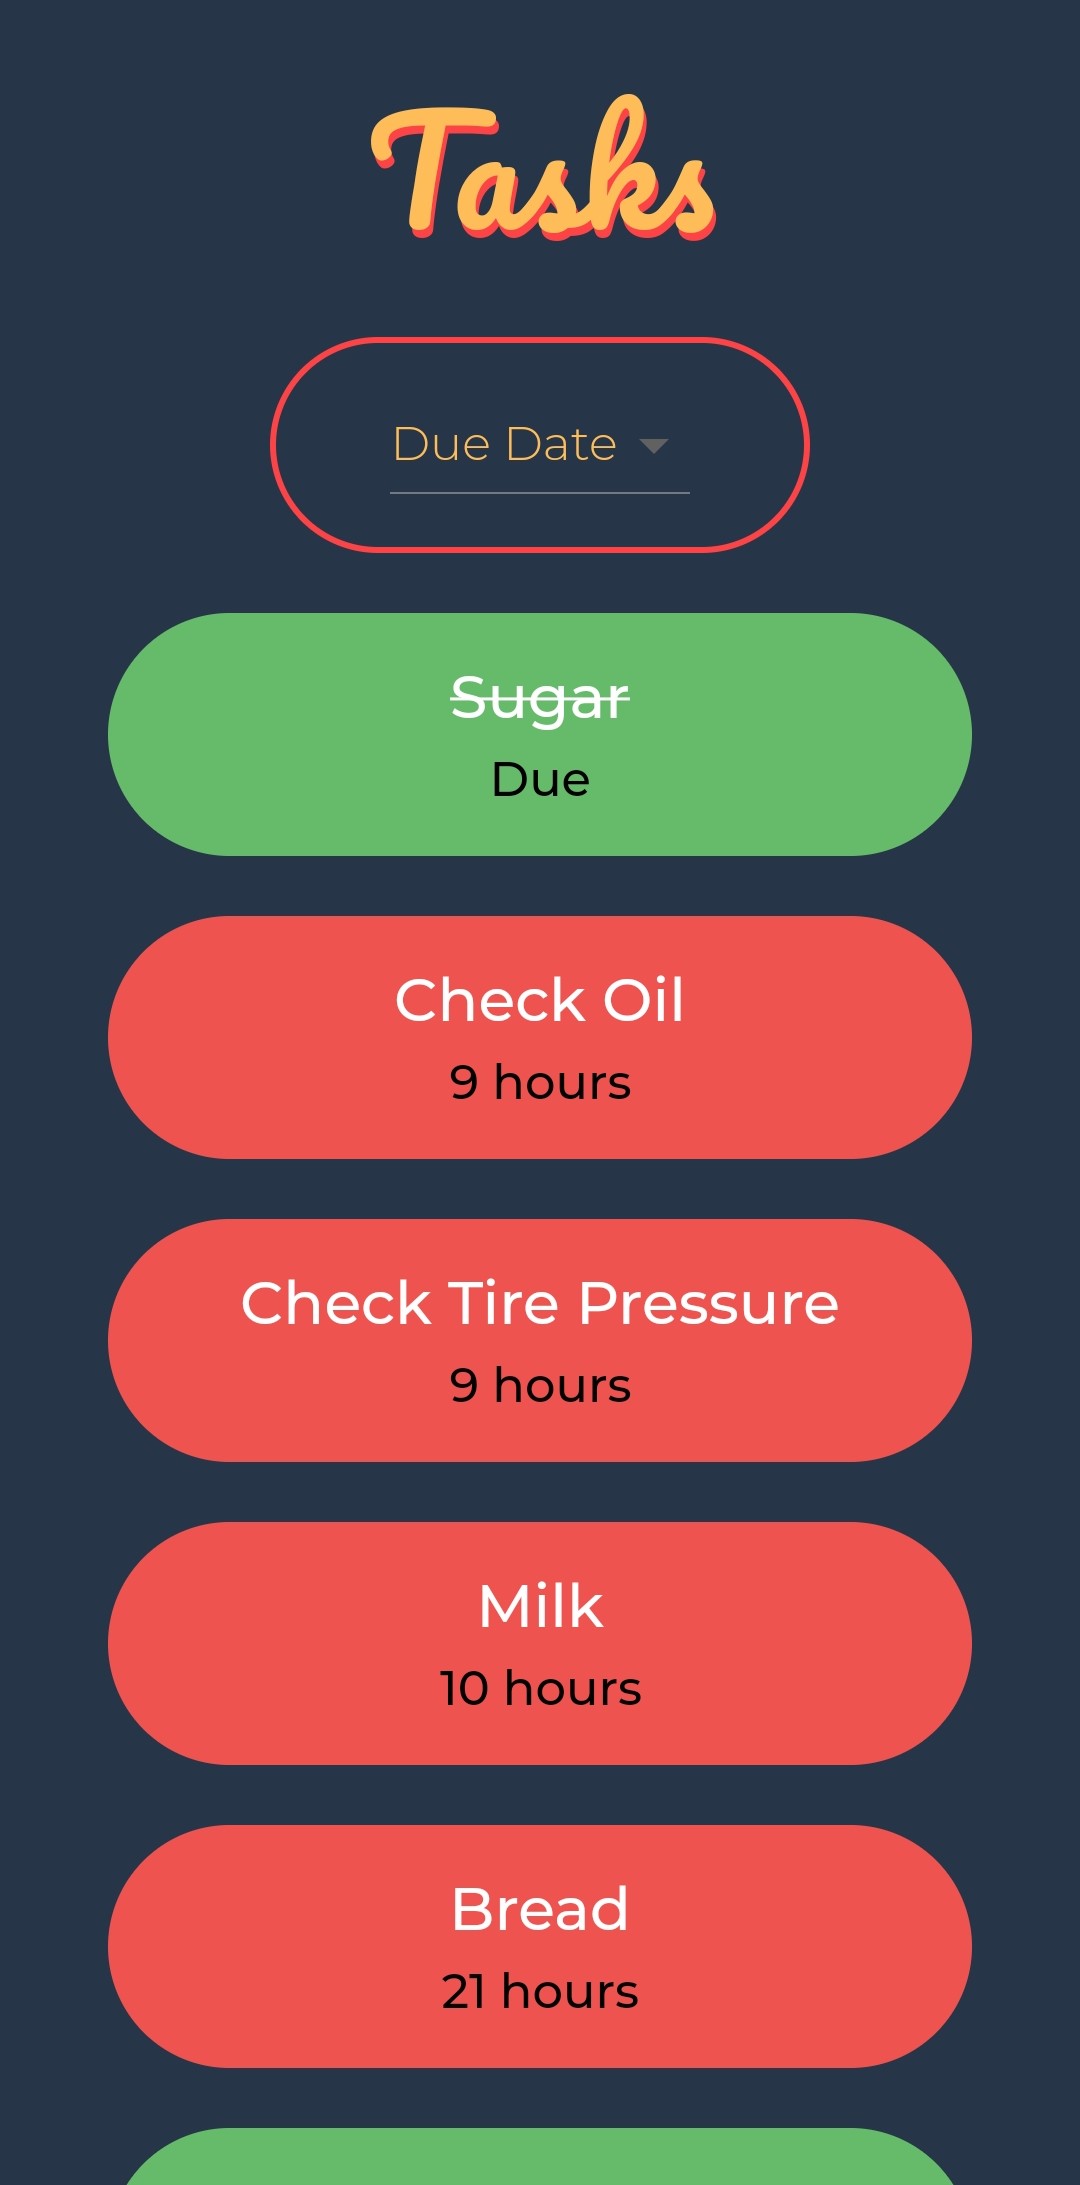 Tasks
Due Date
Sugar
Due
Check Oil
9 hours
Check Tire Pressure
9 hours
Milk
10 hours
Bread
21 hours